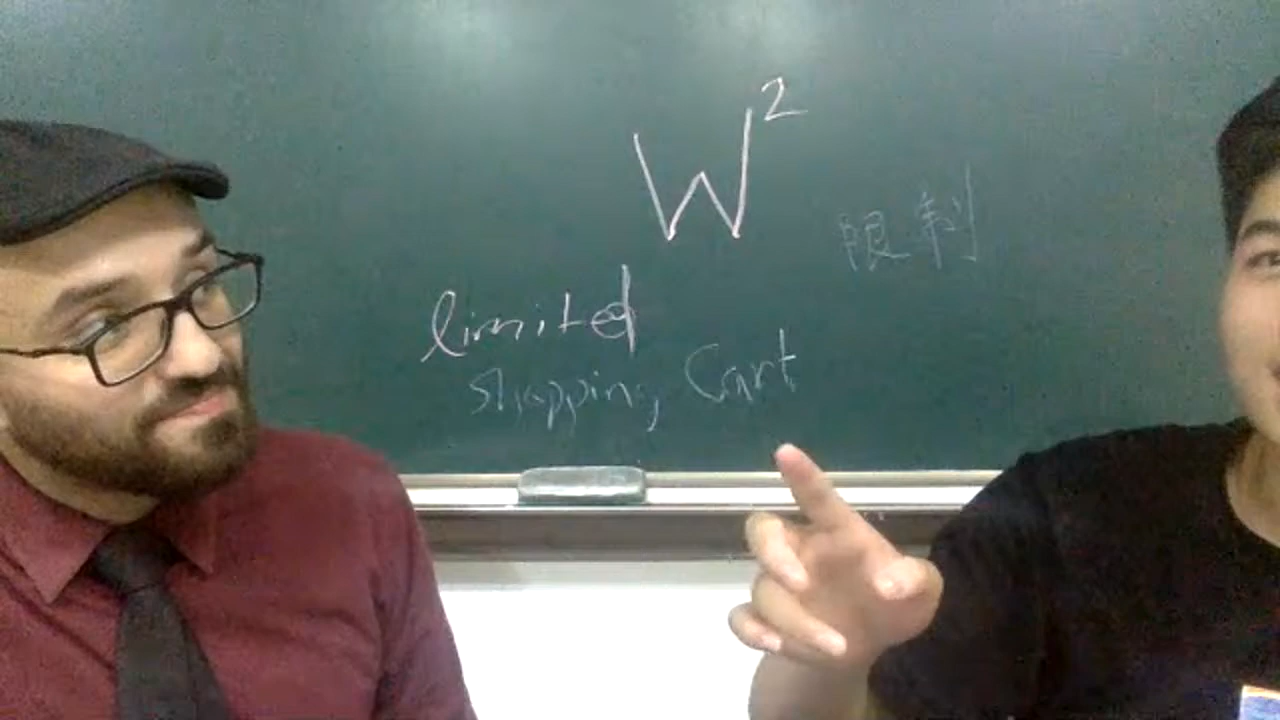 W²
限制
limited
shopping Cart